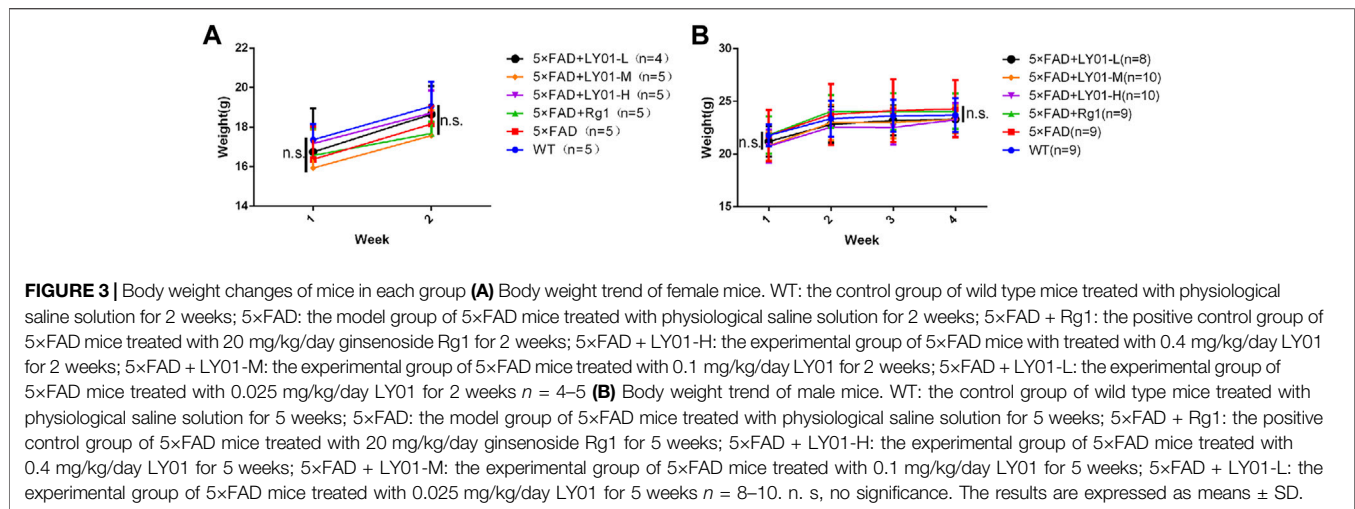 A
22
20
18
16
14
Weight(g)
n.s.
n.s.
1
2
Week
5×FAD+LY01-L (n=4)
5×FAD+LY01-M (n=5)
5×FAD+LY01-H (n=5)
5×FAD+Rg1 (n=5)
5×FAD (n=5)
WT (n=5)
B
30
25
20
15
Weight(g)
n.s.
n.s.
1
2
3
4
Week
5×FAD+LY01-L(n=8)
5×FAD+LY01-M(n=10)
5×FAD+LY01-H(n=10)
5×FAD+Rg1(n=9)
5×FAD(n=9)
WT(n=9)
FIGURE 3 | Body weight changes of mice in each group (A) Body weight trend of female mice. WT: the control group of wild type mice treated with physiological
saline solution for 2 weeks; 5×FAD: the model group of 5×FAD mice treated with physiological saline solution for 2 weeks; 5×FAD + Rg1: the positive control group of
5×FAD mice treated with 20 mg/kg/day ginsenoside Rg1 for 2 weeks; 5×FAD + LY01-H: the experimental group of 5×FAD mice with treated with 0.4 mg/kg/day LY01
for 2 weeks; 5×FAD + LY01-M: the experimental group of 5×FAD mice treated with 0.1 mg/kg/day LY01 for 2 weeks; 5×FAD + LY01-L: the experimental group of
5×FAD mice treated with 0.025 mg/kg/day LY01 for 2 weeks n = 4–5 (B) Body weight trend of male mice. WT: the control group of wild type mice treated with
physiological saline solution for 5 weeks; 5×FAD: the model group of 5×FAD mice treated with physiological saline solution for 5 weeks; 5×FAD + Rg1: the positive
control group of 5×FAD mice treated with 20 mg/kg/day ginsenoside Rg1 for 5 weeks; 5×FAD + LY01-H: the experimental group of 5×FAD mice treated with
0.4 mg/kg/day LY01 for 5 weeks; 5×FAD + LY01-M: the experimental group of 5×FAD mice treated with 0.1 mg/kg/day LY01 for 5 weeks; 5×FAD + LY01-L: the
experimental group of 5×FAD mice treated with 0.025 mg/kg/day LY01 for 5 weeks n = 8–10. n. s, no significance. The results are expressed as means ± SD.